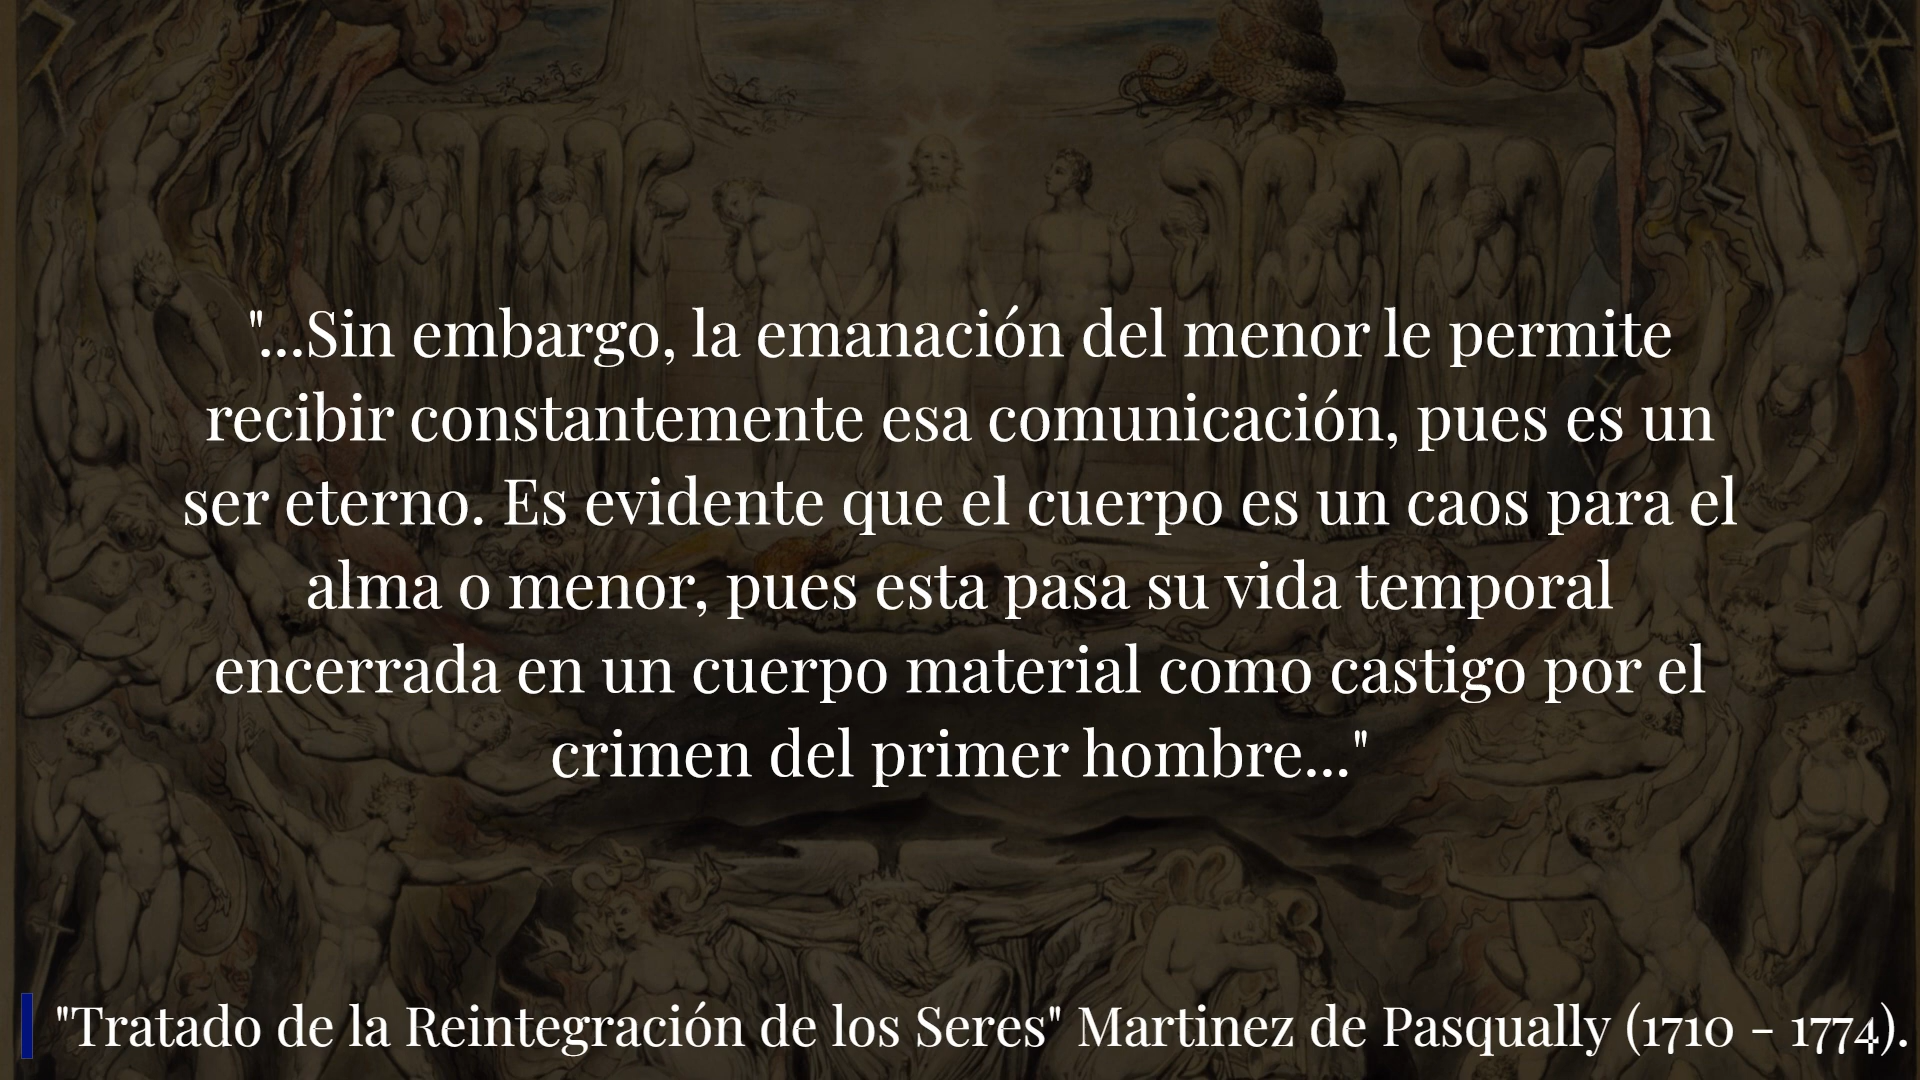 "...Sin embargo, la emanación del menor le permite
recibir constantemente esa comunicación, pues es un
ser eterno. Es evidente que el cuerpo es un caos para el
alma o menor, pues esta pasa su vida temporal
encerrada en un cuerpo material como castigo por el
crimen del primer hombre..."
"Tratado de la Reintegración de los Seres" Martinez de Pasqually (1710 - 1774).